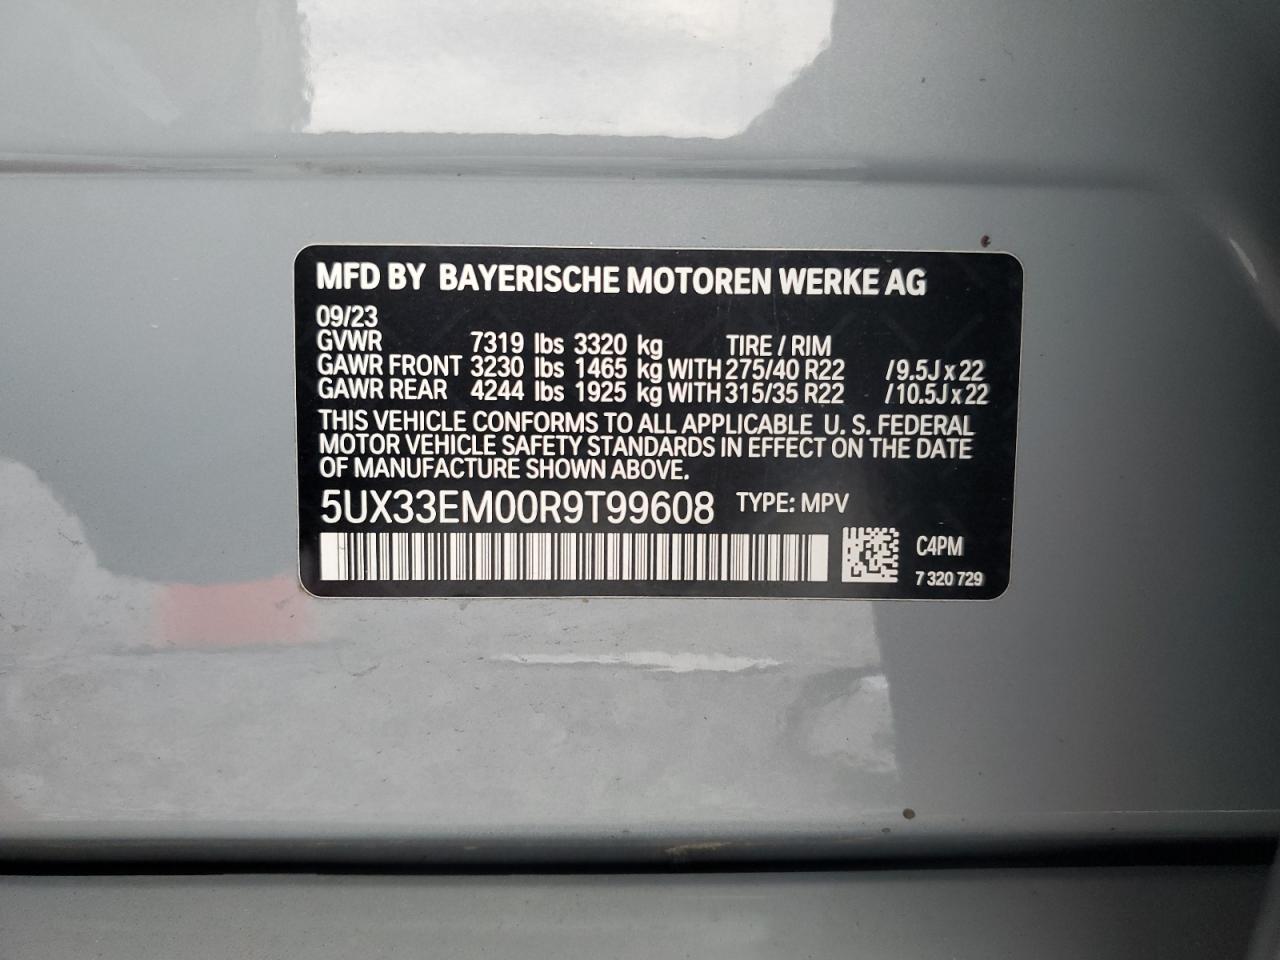 MFD BY BAYERISCHE MOTOREN WERKE AG
09/23
GVWR 7319 lbs 3320 kg TIRE / RIM
GAWR FRONT 3230 lbs 1465 kg WITH 275/40 R22 /9.5J x 22
GAWR REAR 4244 lbs 1925 kg WITH 315/35 R22 /10.5J x 22
THIS VEHICLE CONFORMS TO ALL APPLICABLE U. S. FEDERAL
MOTOR VEHICLE SAFETY STANDARDS IN EFFECT ON THE DATE
OF MANUFACTURE SHOWN ABOVE.
5UX33EM00R9T99608 TYPE: MPV
C4PM
7 320 729